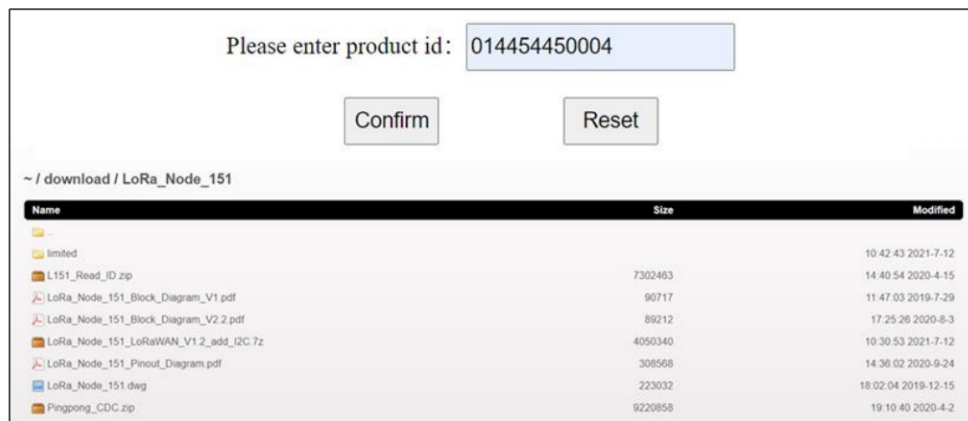 Please enter product id: 014454450004
Confirm Reset
~ / download / LoRa_Node_151
Name Size Modified
..
limited 10:42:43 2021-7-12
L151_Read_ID.zip 7302463 14:40:54 2020-4-15
LoRa_Node_151_Block_Diagram_V1.pdf 90717 11:47:03 2019-7-29
LoRa_Node_151_Block_Diagram_V2.2.pdf 89212 17:25:26 2020-8-3
LoRa_Node_151_LoRaWAN_V1.2_add_I2C.7z 4050340 10:30:53 2021-7-12
LoRa_Node_151_Pinout_Diagram.pdf 308568 14:36:02 2020-9-24
LoRa_Node_151.dwg 223032 18:02:04 2019-12-15
Pingpong_CDC.zip 9220858 19:10:40 2020-4-2